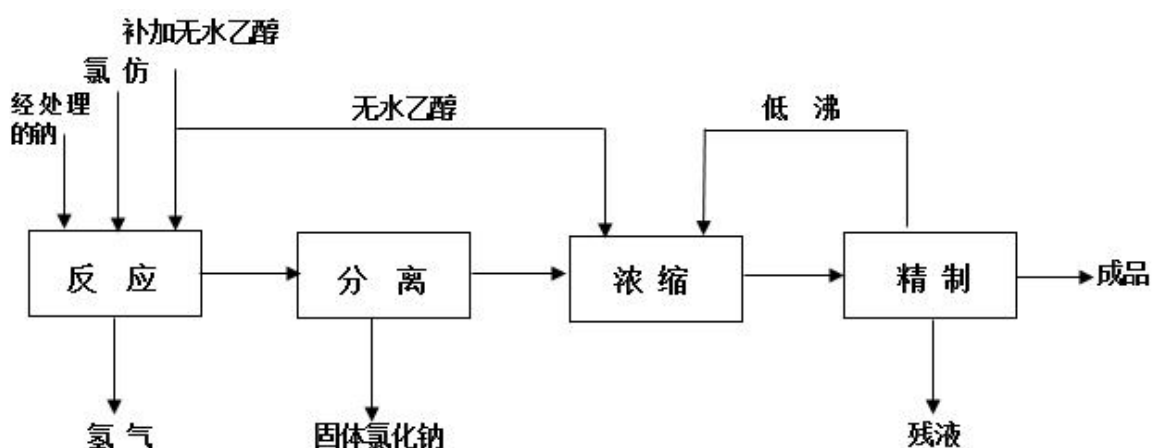 补加无水乙醇
氯 仿
经处理
的钠
无水乙醇
低 沸
反 应
分 离
浓 缩
精 制
成品
氢 气
固体氯化钠
残液